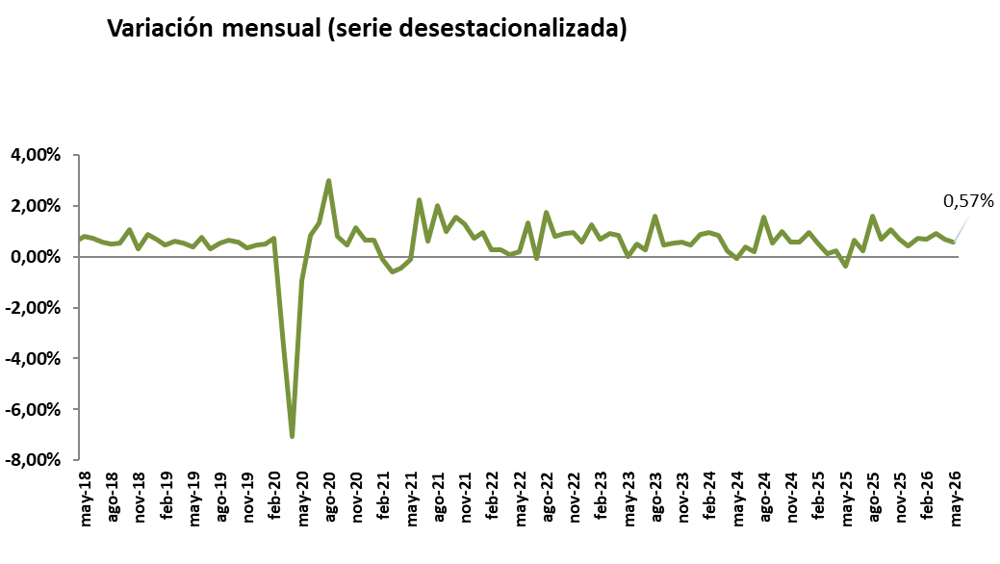 Variación mensual (serie desestacionalizada)
4,00%
2,00%
0,00%
-2,00%
-4,00%
-6,00%
-8,00%
0,57%
may-18
ago-18
nov-18
feb-19
may-19
ago-19
nov-19
feb-20
may-20
ago-20
nov-20
feb-21
may-21
ago-21
nov-21
feb-22
may-22
ago-22
nov-22
feb-23
may-23
ago-23
nov-23
feb-24
may-24
ago-24
nov-24
feb-25
may-25
ago-25
nov-25
feb-26
may-26